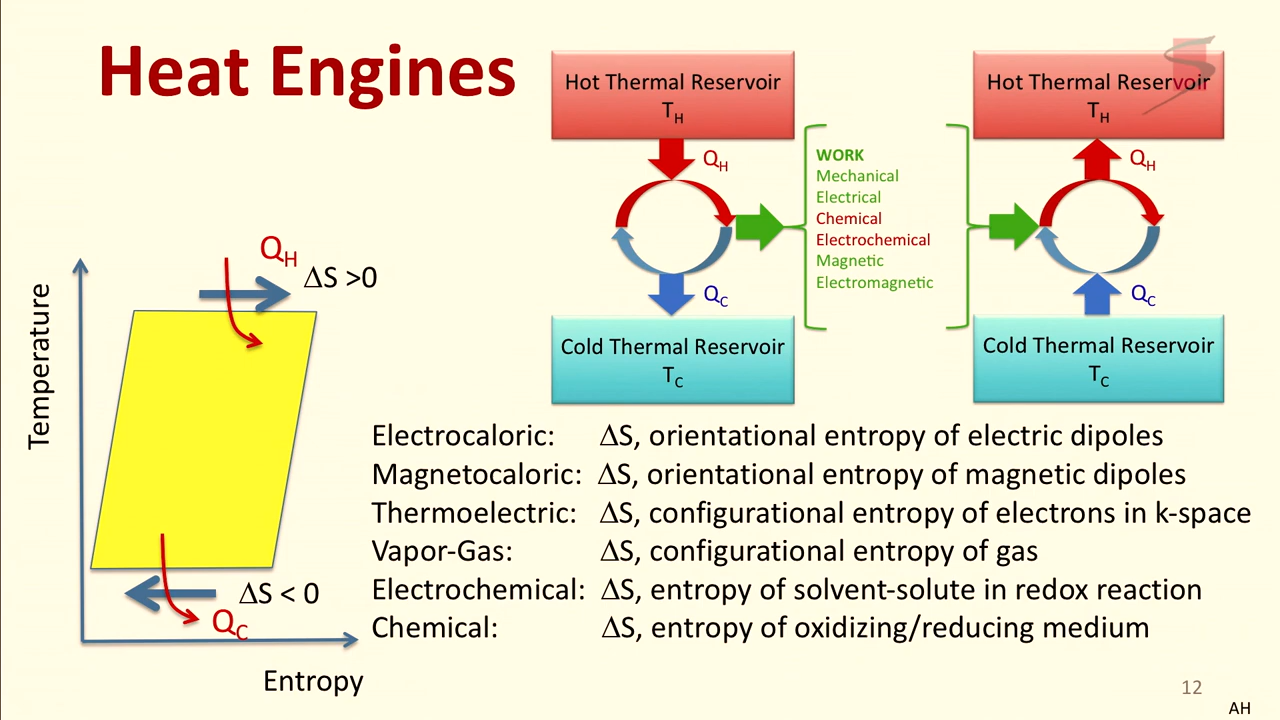 Heat Engines
Hot Thermal Reservoir
T_H
Q_H
WORK
Mechanical
Electrical
Chemical
Electrochemical
Magnetic
Electromagnetic
Q_C
Cold Thermal Reservoir
T_C
Hot Thermal Reservoir
T_H
Q_H
Q_C
Cold Thermal Reservoir
T_C
Temperature
Q_H
ΔS >0
ΔS < 0
Q_C
Entropy
Electrocaloric: ΔS, orientational entropy of electric dipoles
Magnetocaloric: ΔS, orientational entropy of magnetic dipoles
Thermoelectric: ΔS, configurational entropy of electrons in k-space
Vapor-Gas: ΔS, configurational entropy of gas
Electrochemical: ΔS, entropy of solvent-solute in redox reaction
Chemical: ΔS, entropy of oxidizing/reducing medium
12
AH